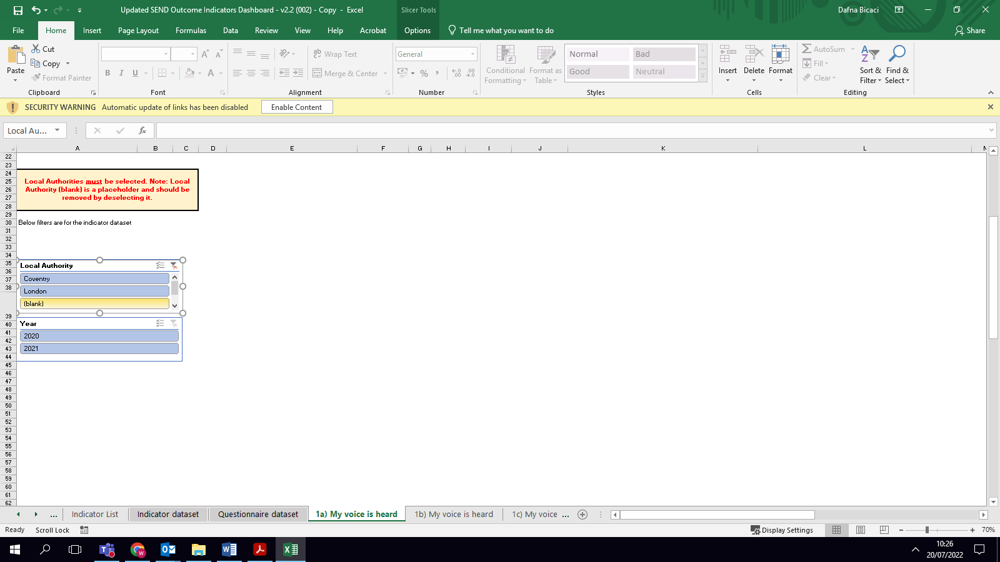 Updated SEND Outcome Indicators Dashboard - v2.2 (002) - Copy - Excel
Slicer Tools
Dafna Bicaci
File Home Insert Page Layout Formulas Data Review View Help Acrobat Options Tell me what you want to do Share
Paste
Cut
Copy
Format Painter
Clipboard
B I U
A A
A
Font
ab Wrap Text
Merge & Center
Alignment
General
% ,
Number
Conditional Formatting
Format as Table
Normal Bad
Good Neutral
Styles
Insert Delete Format
Cells
AutoSum
Fill
Clear
Sort & Filter
Find & Select
Editing
SECURITY WARNING Automatic update of links has been disabled Enable Content
Local Au... fx
A B C D E F G H I J K L
22
23
24
25
26
27
28
29
30
31
32
33
34
35
36
37
38
39
40
41
42
43
44
45
46
47
48
49
50
51
52
53
54
55
56
57
58
59
60
61
62
Local Authorities must be selected. Note: Local
Authority (blank) is a placeholder and should be
removed by deselecting it.
Below filters are for the indicator dataset
Local Authority
Coventry
London
(blank)
Year
2020
2021
... Indicator List Indicator dataset Questionnaire dataset 1a) My voice is heard 1b) My voice is heard 1c) My voice ...
Ready Scroll Lock Display Settings 70%
10:26
20/07/2022